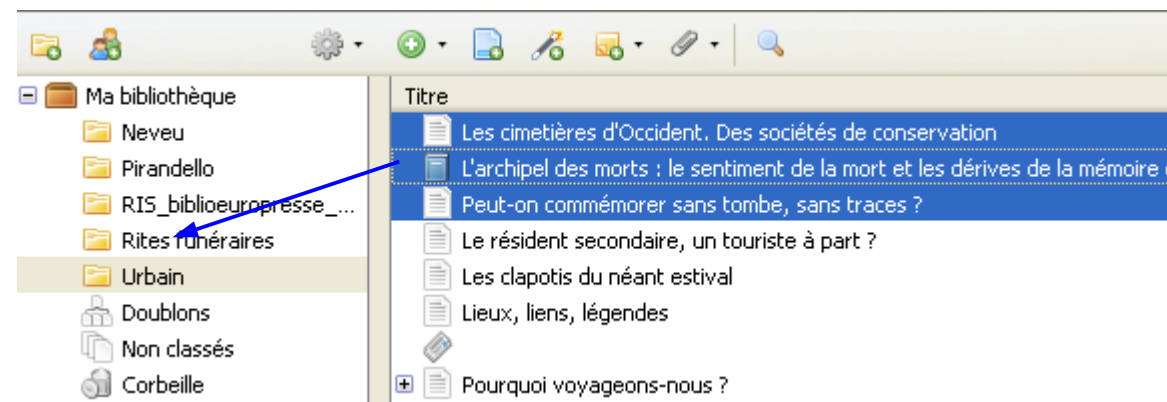 Ma bibliothèque
Neveu
Pirandello
RIS_biblioeuropresse_...
Rites funéraires
Urbain
Doublons
Non classés
Corbeille
Titre
Les cimetières d'Occident. Des sociétés de conservation
L'archipel des morts : le sentiment de la mort et les dérives de la mémoire
Peut-on commémorer sans tombe, sans traces ?
Le résident secondaire, un touriste à part ?
Les clapotis du néant estival
Lieux, liens, légendes
Pourquoi voyageons-nous ?